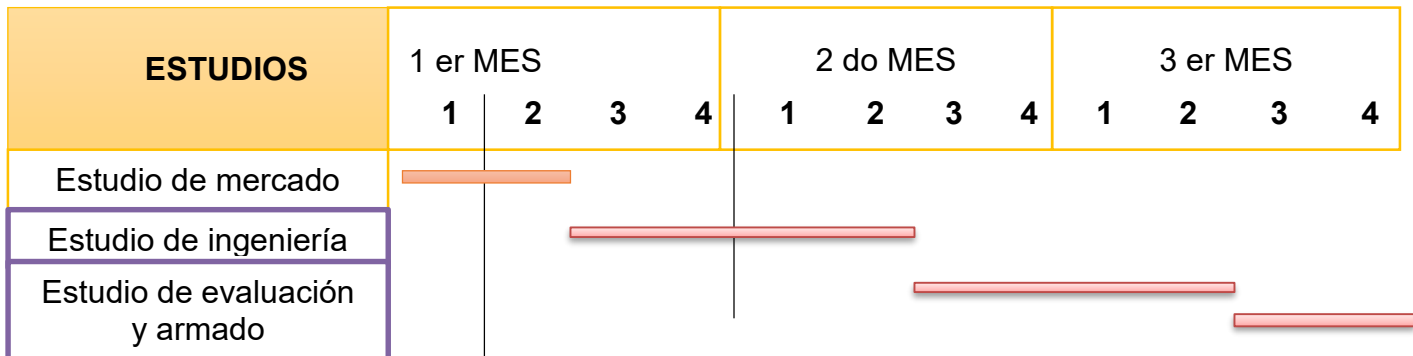 ESTUDIOS
1 er MES 2 do MES 3 er MES
1 2 3 4 1 2 3 4 1 2 3 4
Estudio de mercado
Estudio de ingeniería
Estudio de evaluación
y armado